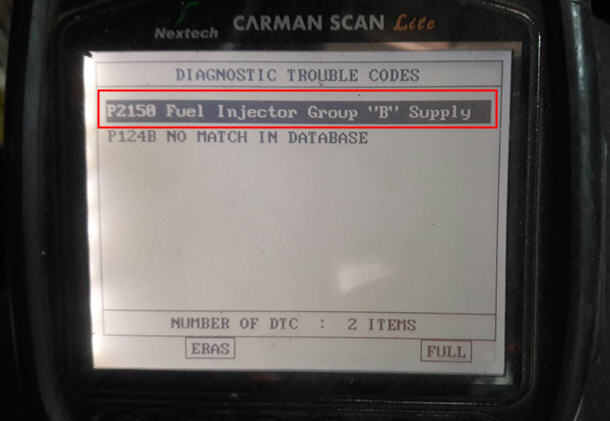 Nextech CARMAN SCAN Lite
DIAGNOSTIC TROUBLE CODES
P2150 Fuel Injector Group "B" Supply
P124B NO MATCH IN DATABASE
NUMBER OF DTC : 2 ITEMS
ERAS FULL